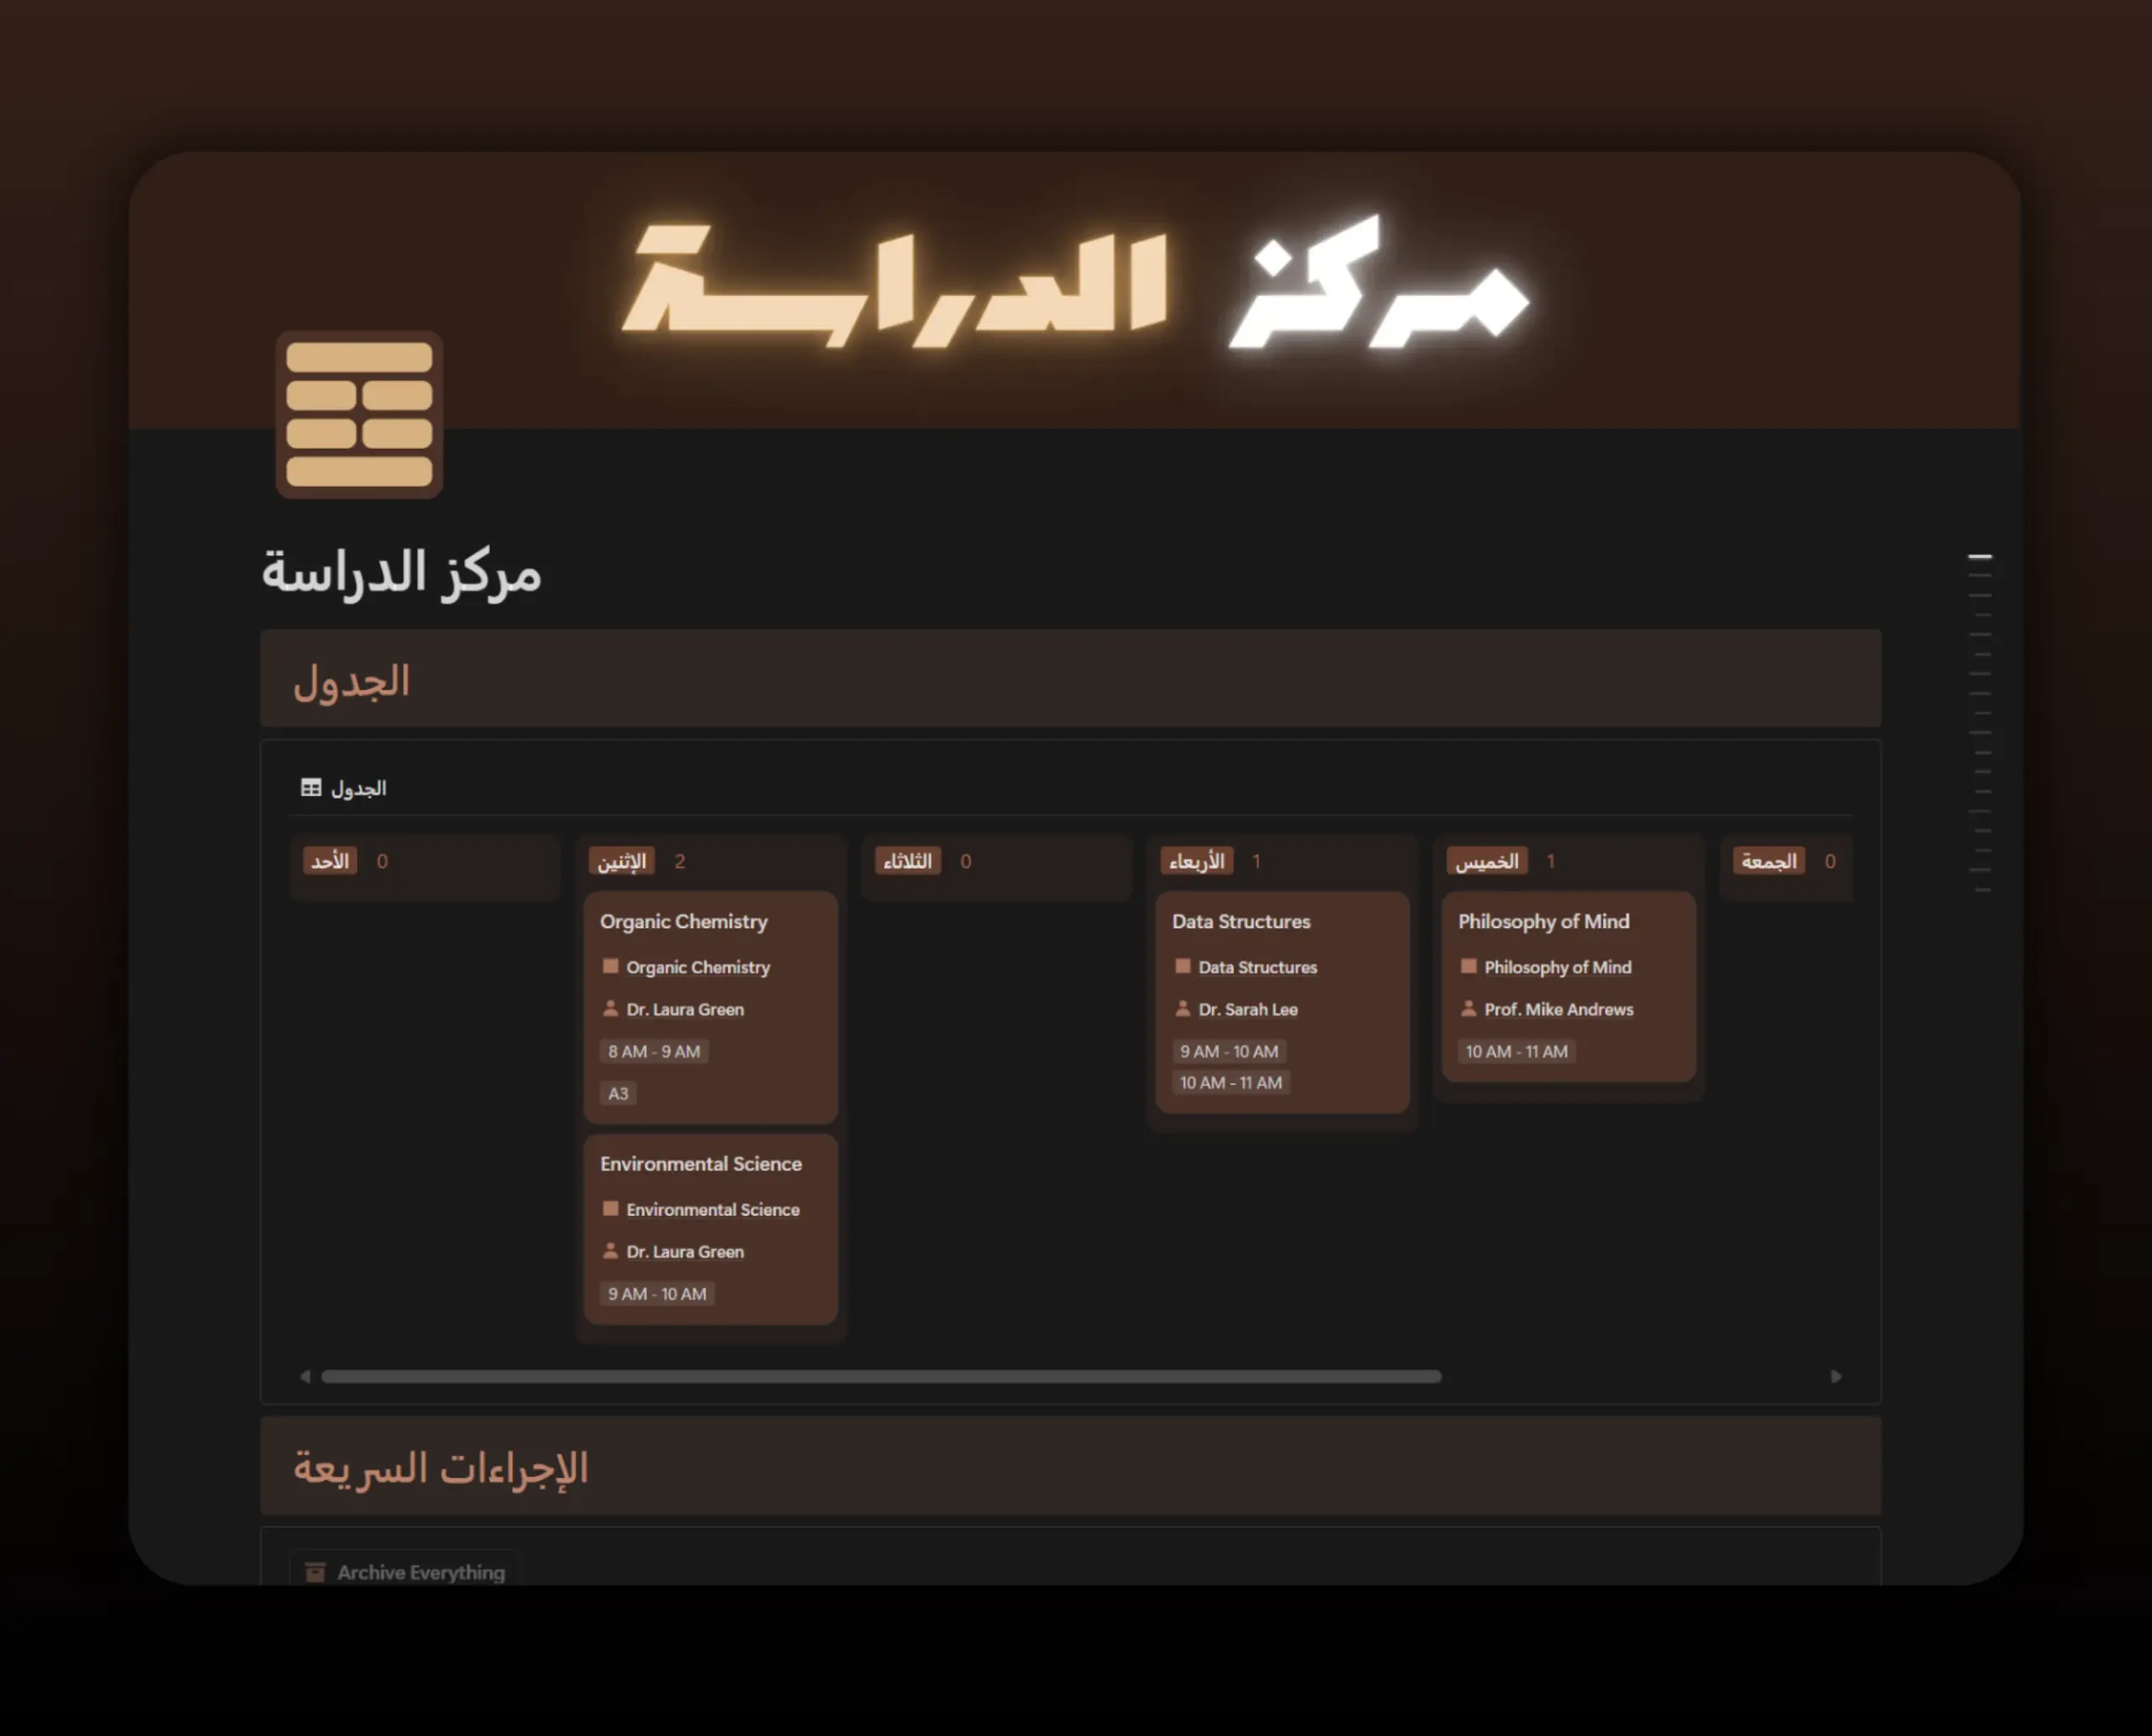 مركز الدراسة
مركز الدراسة
الجدول
الجدول
الأحد 0
الإثنين 2
Organic Chemistry
Organic Chemistry
Dr. Laura Green
8 AM - 9 AM
A3
Environmental Science
Environmental Science
Dr. Laura Green
9 AM - 10 AM
الثلاثاء 0
الأربعاء 1
Data Structures
Data Structures
Dr. Sarah Lee
9 AM - 10 AM
10 AM - 11 AM
الخميس 1
Philosophy of Mind
Philosophy of Mind
Prof. Mike Andrews
10 AM - 11 AM
الجمعة 0
الإجراءات السريعة
Archive Everything